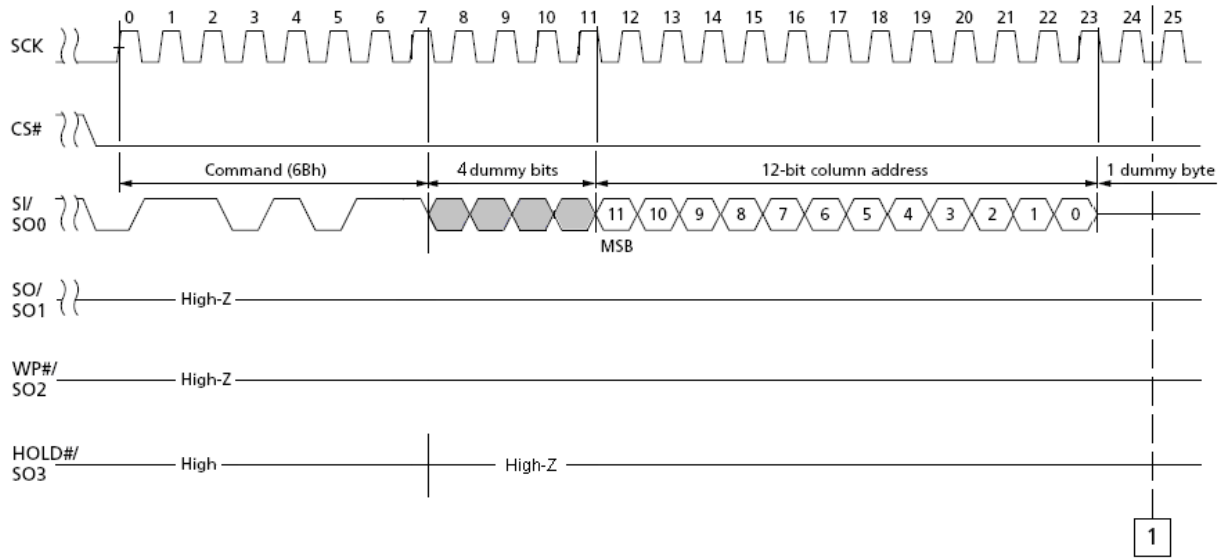 0 1 2 3 4 5 6 7 8 9 10 11 12 13 14 15 16 17 18 19 20 21 22 23 24 25
SCK
CS#
Command (6Bh) 4 dummy bits 12-bit column address 1 dummy byte
SI/
SO0
11 10 9 8 7 6 5 4 3 2 1 0
MSB
SO/
SO1
High-Z
WP#/
SO2
High-Z
HOLD#/
SO3
High High-Z
1